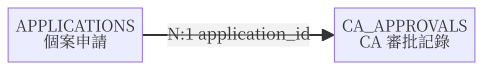 APPLICATIONS
個案申請
N:1 application_id
CA_APPROVALS
CA 審批記錄